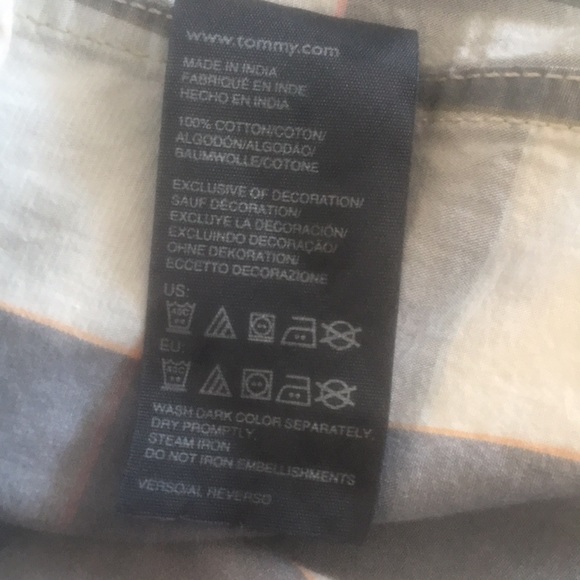 www.tommy.com
MADE IN INDIA
FABRIQUÉ EN INDE
HECHO EN INDIA
100% COTTON/COTON/
ALGODÓN/ALGODÃO/
BAUMWOLLE/COTONE
EXCLUSIVE OF DECORATION/
SAUF DÉCORATION/
EXCLUYE LA DECORACIÓN/
EXCLUINDO DECORAÇÃO/
OHNE DEKORATION/
ECCETTO DECORAZIONE
US:
40C
EU:
40C
WASH DARK COLOR SEPARATELY.
DRY PROMPTLY.
STEAM IRON
DO NOT IRON EMBELLISHMENTS
VERSO/AL REVERSO